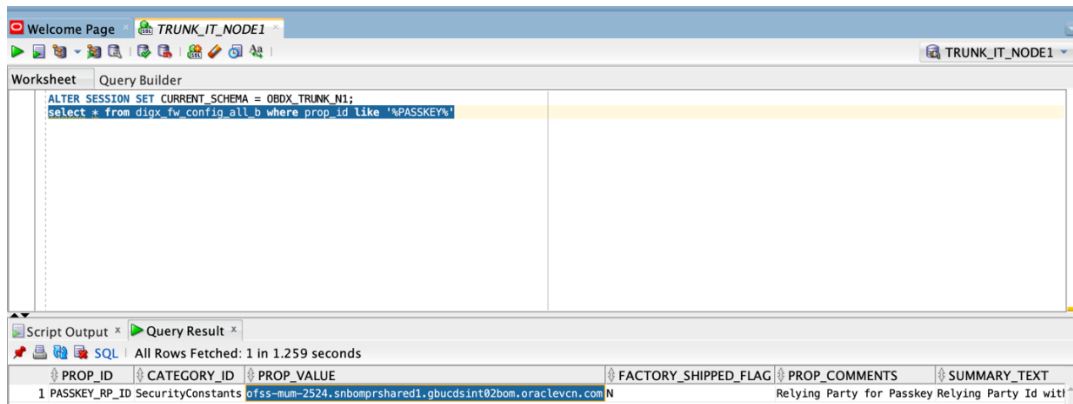 Welcome Page TRUNK_IT_NODE1
TRUNK_IT_NODE1
Worksheet Query Builder
ALTER SESSION SET CURRENT_SCHEMA = OBDX_TRUNK_N1;
select * from digx_fw_config_all_b where prop_id like '%PASSKEY%'
Script Output Query Result
SQL All Rows Fetched: 1 in 1.259 seconds
PROP_ID CATEGORY_ID PROP_VALUE FACTORY_SHIPPED_FLAG PROP_COMMENTS SUMMARY_TEXT
1 PASSKEY_RP_ID SecurityConstants ofss-mum-2524.snbomprshared1.gbucdsint02bom.oraclevcn.com N Relying Party for Passkey Relying Party Id with